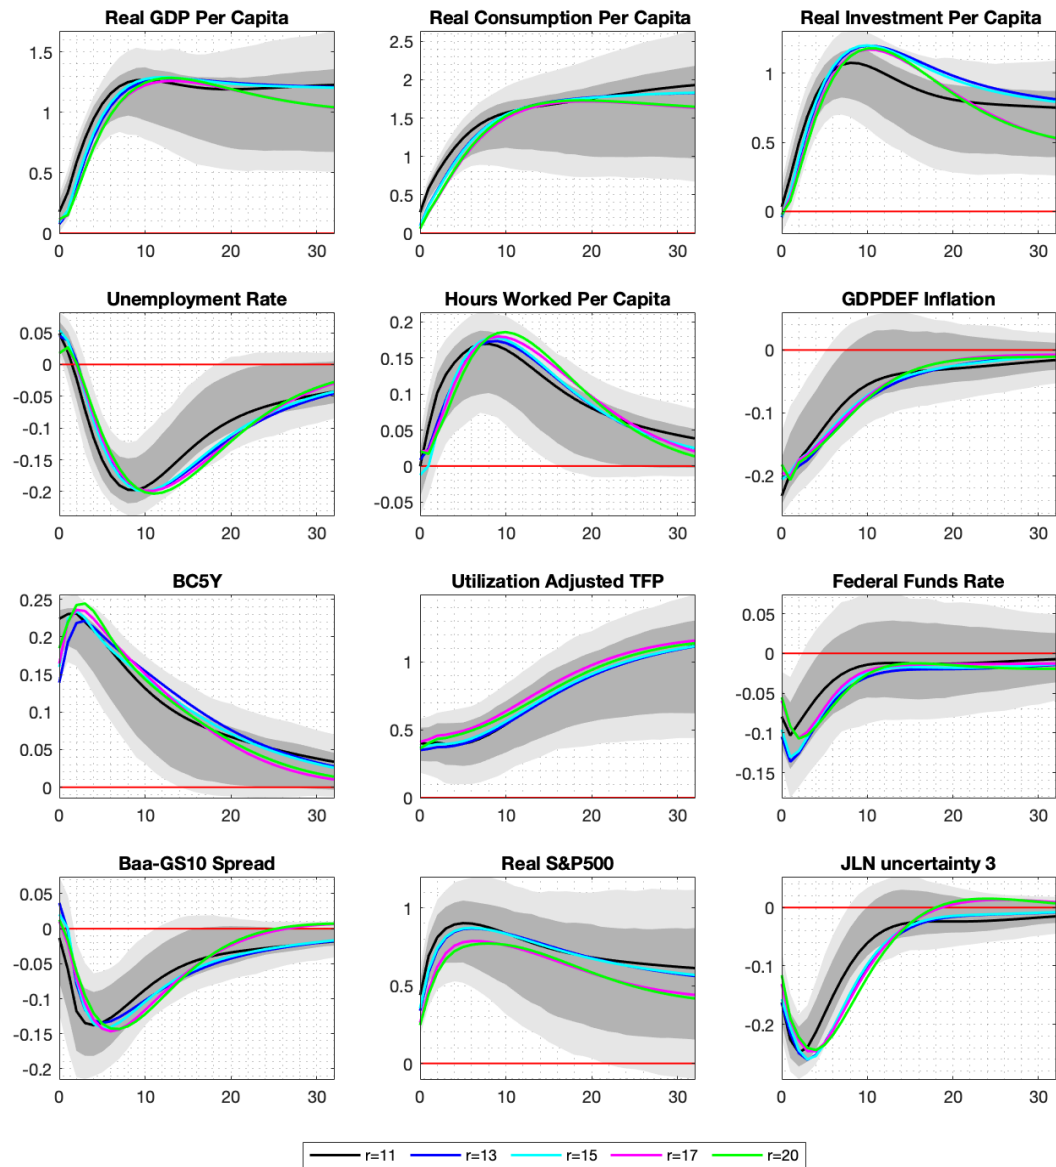 Real GDP Per Capita
Real Consumption Per Capita
Real Investment Per Capita
1.5
1
0.5
0
0 10 20 30
2.5
2
1.5
1
0.5
0
0 10 20 30
1
0.5
0
0 10 20 30
Unemployment Rate
Hours Worked Per Capita
GDPDEF Inflation
0.05
0
-0.05
-0.1
-0.15
-0.2
0 10 20 30
0.2
0.15
0.1
0.05
0
-0.05
0 10 20 30
0
-0.1
-0.2
0 10 20 30
BC5Y
Utilization Adjusted TFP
Federal Funds Rate
0.25
0.2
0.15
0.1
0.05
0
0 10 20 30
1
0.5
0
0 10 20 30
0.05
0
-0.05
-0.1
-0.15
0 10 20 30
Baa-GS10 Spread
Real S&P500
JLN uncertainty 3
0.05
0
-0.05
-0.1
-0.15
-0.2
0 10 20 30
1
0.5
0
0 10 20 30
0
-0.1
-0.2
0 10 20 30
r=11 r=13 r=15 r=17 r=20